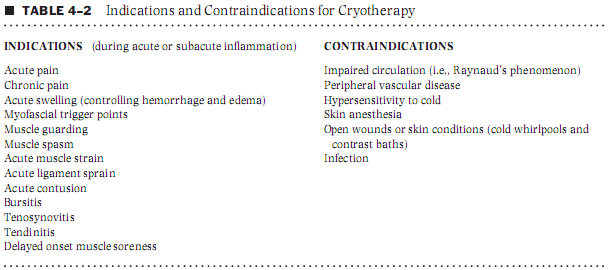 ■ TABLE 4–2 Indications and Contraindications for Cryotherapy
INDICATIONS (during acute or subacute inflammation)
Acute pain
Chronic pain
Acute swelling (controlling hemorrhage and edema)
Myofascial trigger points
Muscle guarding
Muscle spasm
Acute muscle strain
Acute ligament sprain
Acute contusion
Bursitis
Tenosynovitis
Tendinitis
Delayed onset muscle soreness
CONTRAINDICATIONS
Impaired circulation (i.e., Raynaud’s phenomenon)
Peripheral vascular disease
Hypersensitivity to cold
Skin anesthesia
Open wounds or skin conditions (cold whirlpools and
contrast baths)
Infection